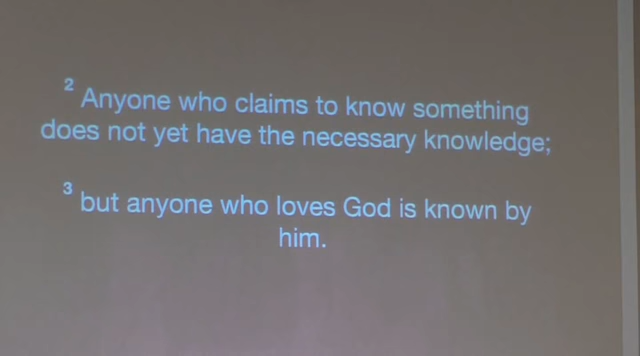 2 Anyone who claims to know something
does not yet have the necessary knowledge;
3 but anyone who loves God is known by
him.